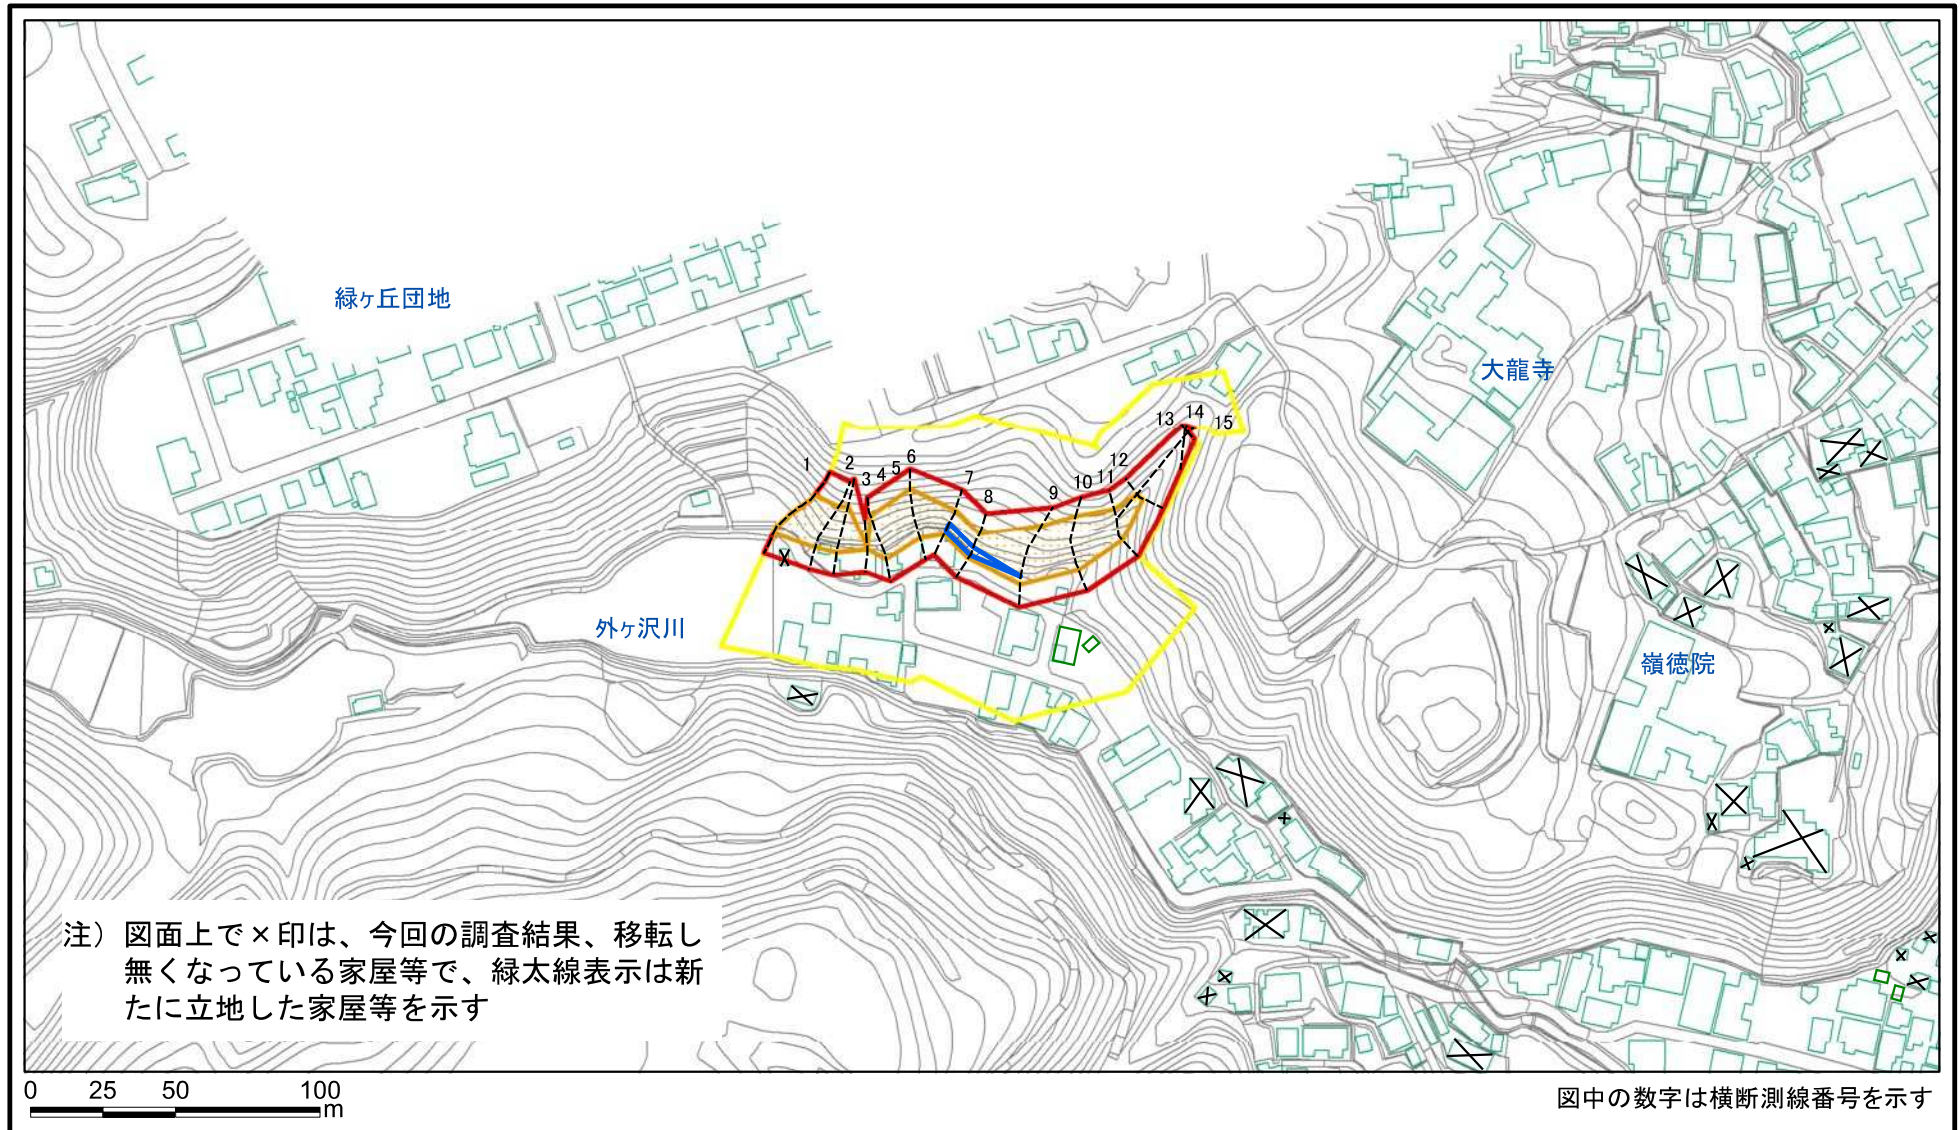 緑ヶ丘団地
大龍寺
13 14 15
1 2 3 4 5 6 7 8 9 10 11 12
外ヶ沢川
嶺徳院
注）図面上で×印は、今回の調査結果、移転し
無くなっている家屋等で、緑太線表示は新
たに立地した家屋等を示す
0 25 50 100
m
図中の数字は横断測線番号を示す